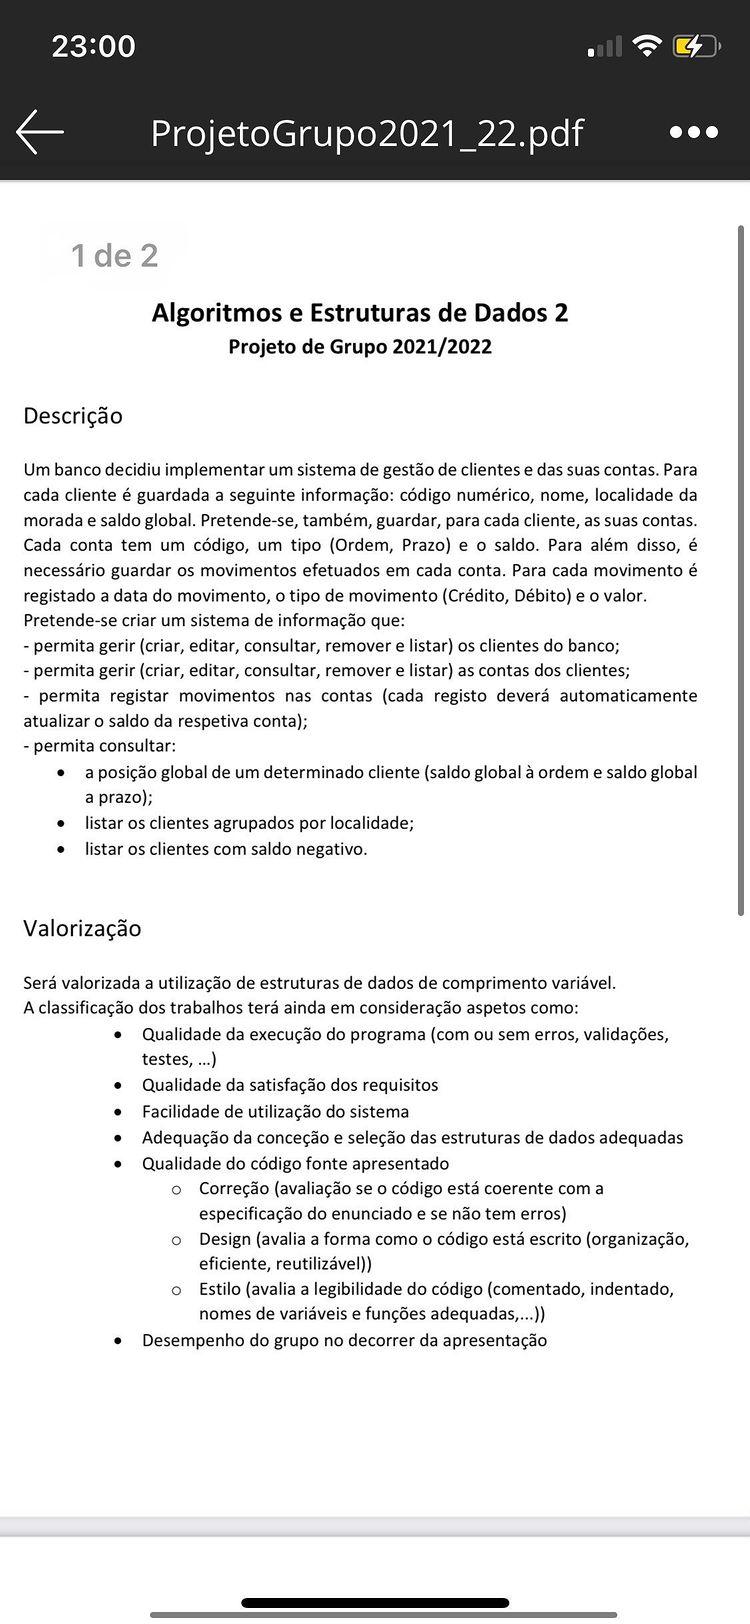 23:00
ProjetoGrupo2021_22.pdf
1 de 2
Algoritmos e Estruturas de Dados 2
Projeto de Grupo 2021/2022
Descrição
Um banco decidiu implementar um sistema de gestão de clientes e das suas contas. Para
cada cliente é guardada a seguinte informação: código numérico, nome, localidade da
morada e saldo global. Pretende-se, também, guardar, para cada cliente, as suas contas.
Cada conta tem um código, um tipo (Ordem, Prazo) e o saldo. Para além disso, é
necessário guardar os movimentos efetuados em cada conta. Para cada movimento é
registado a data do movimento, o tipo de movimento (Crédito, Débito) e o valor.
Pretende-se criar um sistema de informação que:
- permita gerir (criar, editar, consultar, remover e listar) os clientes do banco;
- permita gerir (criar, editar, consultar, remover e listar) as contas dos clientes;
- permita registar movimentos nas contas (cada registo deverá automaticamente
atualizar o saldo da respetiva conta);
- permita consultar:
• a posição global de um determinado cliente (saldo global à ordem e saldo global
a prazo);
• listar os clientes agrupados por localidade;
• listar os clientes com saldo negativo.
Valorização
Será valorizada a utilização de estruturas de dados de comprimento variável.
A classificação dos trabalhos terá ainda em consideração aspetos como:
• Qualidade da execução do programa (com ou sem erros, validações,
testes, ...)
• Qualidade da satisfação dos requisitos
• Facilidade de utilização do sistema
• Adequação da conceção e seleção das estruturas de dados adequadas
• Qualidade do código fonte apresentado
o Correção (avaliação se o código está coerente com a
especificação do enunciado e se não tem erros)
o Design (avalia a forma como o código está escrito (organização,
eficiente, reutilizável))
o Estilo (avalia a legibilidade do código (comentado, indentado,
nomes de variáveis e funções adequadas,...))
• Desempenho do grupo no decorrer da apresentação